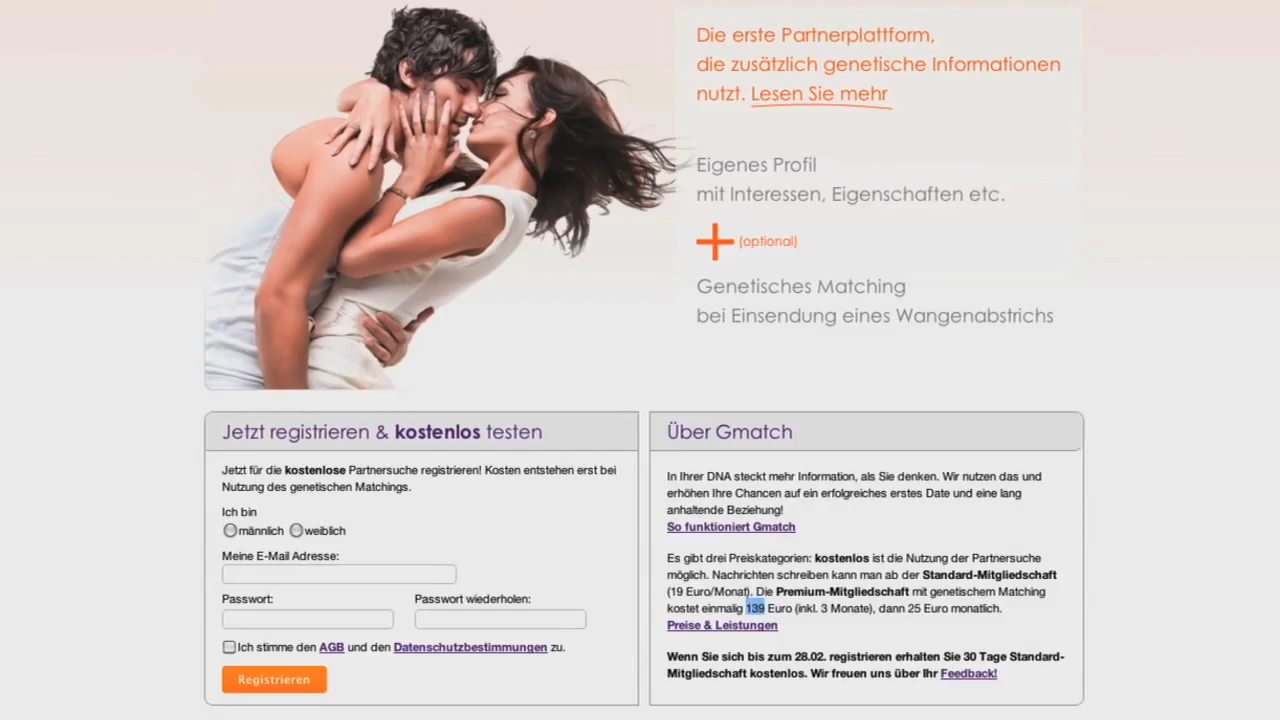 Die erste Partnerplattform,
die zusätzlich genetische Informationen
nutzt. Lesen Sie mehr
Eigenes Profil
mit Interessen, Eigenschaften etc.
(optional)
Genetisches Matching
bei Einsendung eines Wangenabstrichs
Jetzt registrieren & kostenlos testen
Jetzt für die kostenlose Partnersuche registrieren! Kosten entstehen erst bei
Nutzung des genetischen Matchings.
Ich bin
männlich weiblich
Meine E-Mail Adresse:
Passwort: Passwort wiederholen:
Ich stimme den AGB und den Datenschutzbestimmungen zu.
Registrieren
Über Gmatch
In Ihrer DNA steckt mehr Information, als Sie denken. Wir nutzen das und
erhöhen Ihre Chancen auf ein erfolgreiches erstes Date und eine lang
anhaltende Beziehung!
So funktioniert Gmatch
Es gibt drei Preiskategorien: kostenlos ist die Nutzung der Partnersuche
möglich. Nachrichten schreiben kann man ab der Standard-Mitgliedschaft
(19 Euro/Monat). Die Premium-Mitgliedschaft mit genetischem Matching
kostet einmalig 139 Euro (inkl. 3 Monate), dann 25 Euro monatlich.
Preise & Leistungen
Wenn Sie sich bis zum 28.02. registrieren erhalten Sie 30 Tage Standard-
Mitgliedschaft kostenlos. Wir freuen uns über Ihr Feedback!